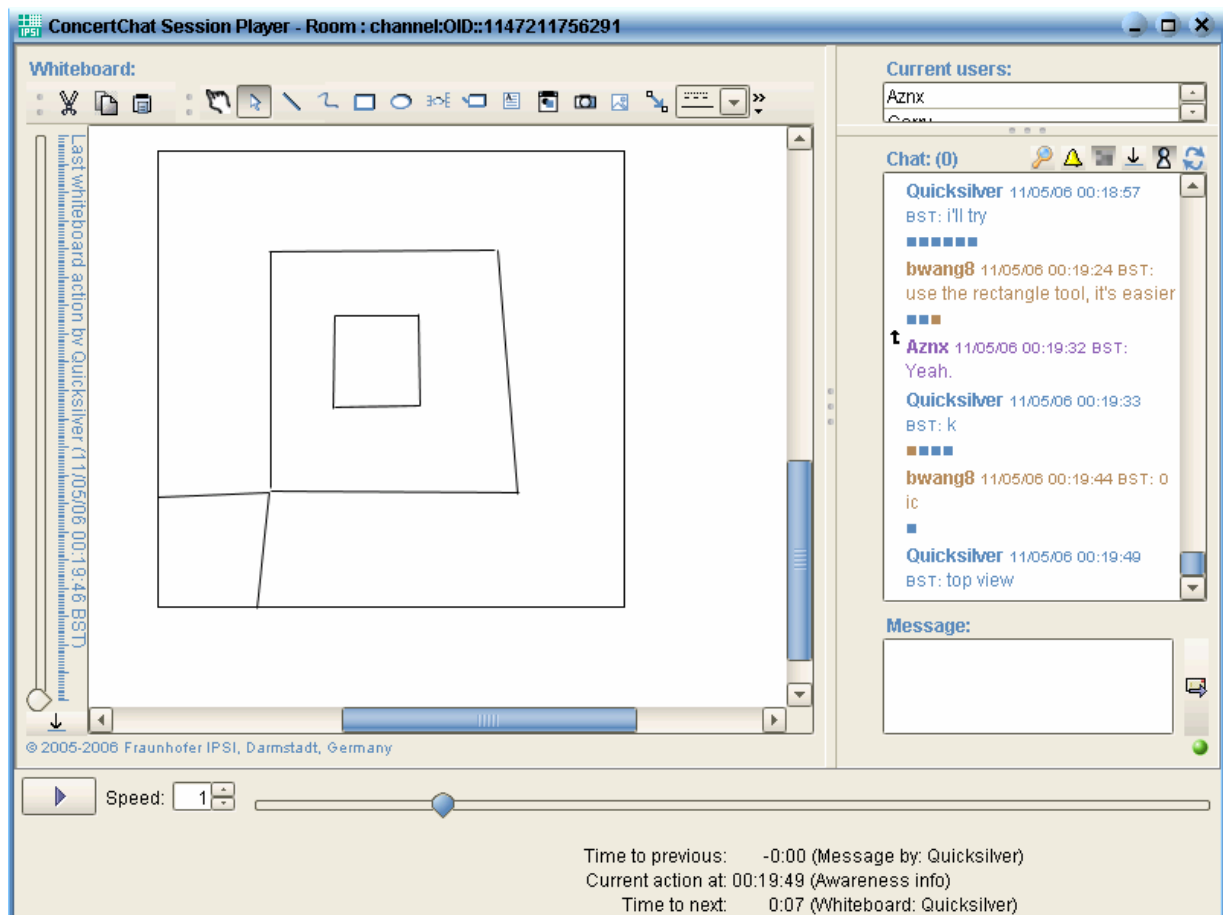 ConcertChat Session Player - Room : channel:OID::1147211756291
Whiteboard:
Last whiteboard action by Quicksilver (11/05/06 00:19:46 BST)
© 2005-2006 Fraunhofer IPSI, Darmstadt, Germany
Current users:
Aznx
Chat: (0)
Quicksilver 11/05/06 00:18:57
BST: i'll try
bwang8 11/05/06 00:19:24 BST:
use the rectangle tool, it's easier
Aznx 11/05/06 00:19:32 BST:
Yeah.
Quicksilver 11/05/06 00:19:33
BST: k
bwang8 11/05/06 00:19:44 BST: o
ic
Quicksilver 11/05/06 00:19:49
BST: top view
Message:
Speed: 1
Time to previous: -0:00 (Message by: Quicksilver)
Current action at: 00:19:49 (Awareness info)
Time to next: 0:07 (Whiteboard: Quicksilver)